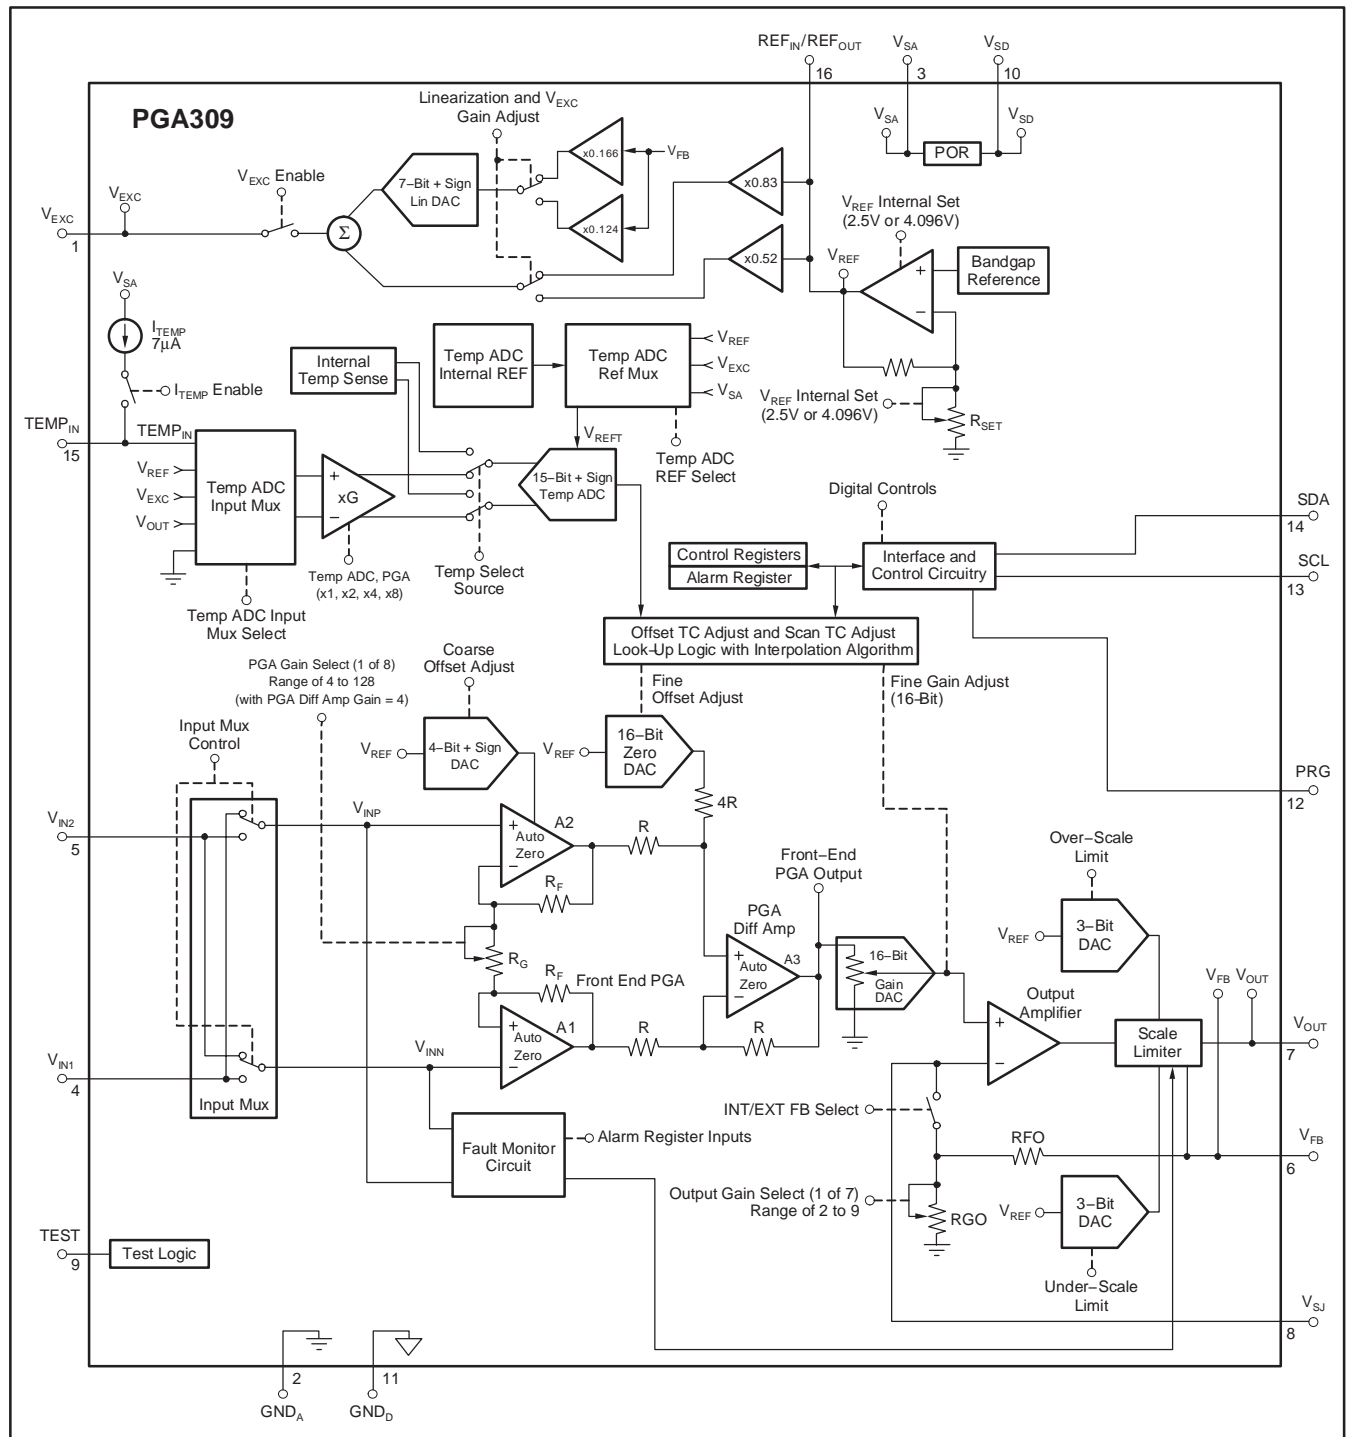 REF_IN/REF_OUT
16
V_SA
3
V_SD
10
PGA309
Linearization and V_EXC
Gain Adjust
x0.166
V_FB
x0.124
V_SA
POR
V_SD
V_EXC Enable
7–Bit + Sign
Lin DAC
x0.83
x0.52
V_EXC
1
V_EXC
Σ
V_REF Internal Set
(2.5V or 4.096V)
V_REF
+
−
Bandgap
Reference
V_SA
I_TEMP
7µA
I_TEMP Enable
Internal
Temp Sense
Temp ADC
Internal REF
Temp ADC
Ref Mux
V_REF
V_EXC
V_SA
V_REF Internal Set
(2.5V or 4.096V)
R_SET
TEMP_IN
15
TEMP_IN
V_REF
V_EXC
V_OUT
Temp ADC
Input Mux
+
xG
−
V_REFT
15–Bit + Sign
Temp ADC
Temp ADC
REF Select
Temp ADC, PGA
(x1, x2, x4, x8)
Temp Select
Source
Temp ADC Input
Mux Select
Digital Controls
Control Registers
Alarm Register
Interface and
Control Circuitry
SDA
14
SCL
13
Offset TC Adjust and Scan TC Adjust
Look-Up Logic with Interpolation Algorithm
PGA Gain Select (1 of 8)
Range of 4 to 128
(with PGA Diff Amp Gain = 4)
Coarse
Offset Adjust
Fine
Offset Adjust
Fine Gain Adjust
(16-Bit)
Input Mux
Control
V_REF
4–Bit + Sign
DAC
V_REF
16-Bit
Zero
DAC
PRG
12
4R
V_IN2
5
V_INP
+
Auto
Zero
−
A2
R
R_F
R_G
R_F
Front End PGA
Front–End
PGA Output
PGA
Diff Amp
+
Auto
Zero
−
A3
16–Bit
Gain
DAC
Over–Scale
Limit
V_REF
3-Bit
DAC
V_FB
V_OUT
V_IN1
4
Input Mux
V_INN
+
Auto
Zero
−
A1
R
R
Output
Amplifier
+
−
Scale
Limiter
V_OUT
7
INT/EXT FB Select
Fault Monitor
Circuit
Alarm Register Inputs
RFO
V_FB
6
Output Gain Select (1 of 7)
Range of 2 to 9
RGO
V_REF
3-Bit
DAC
Under–Scale
Limit
TEST
9
Test Logic
V_SJ
8
2
GND_A
11
GND_D